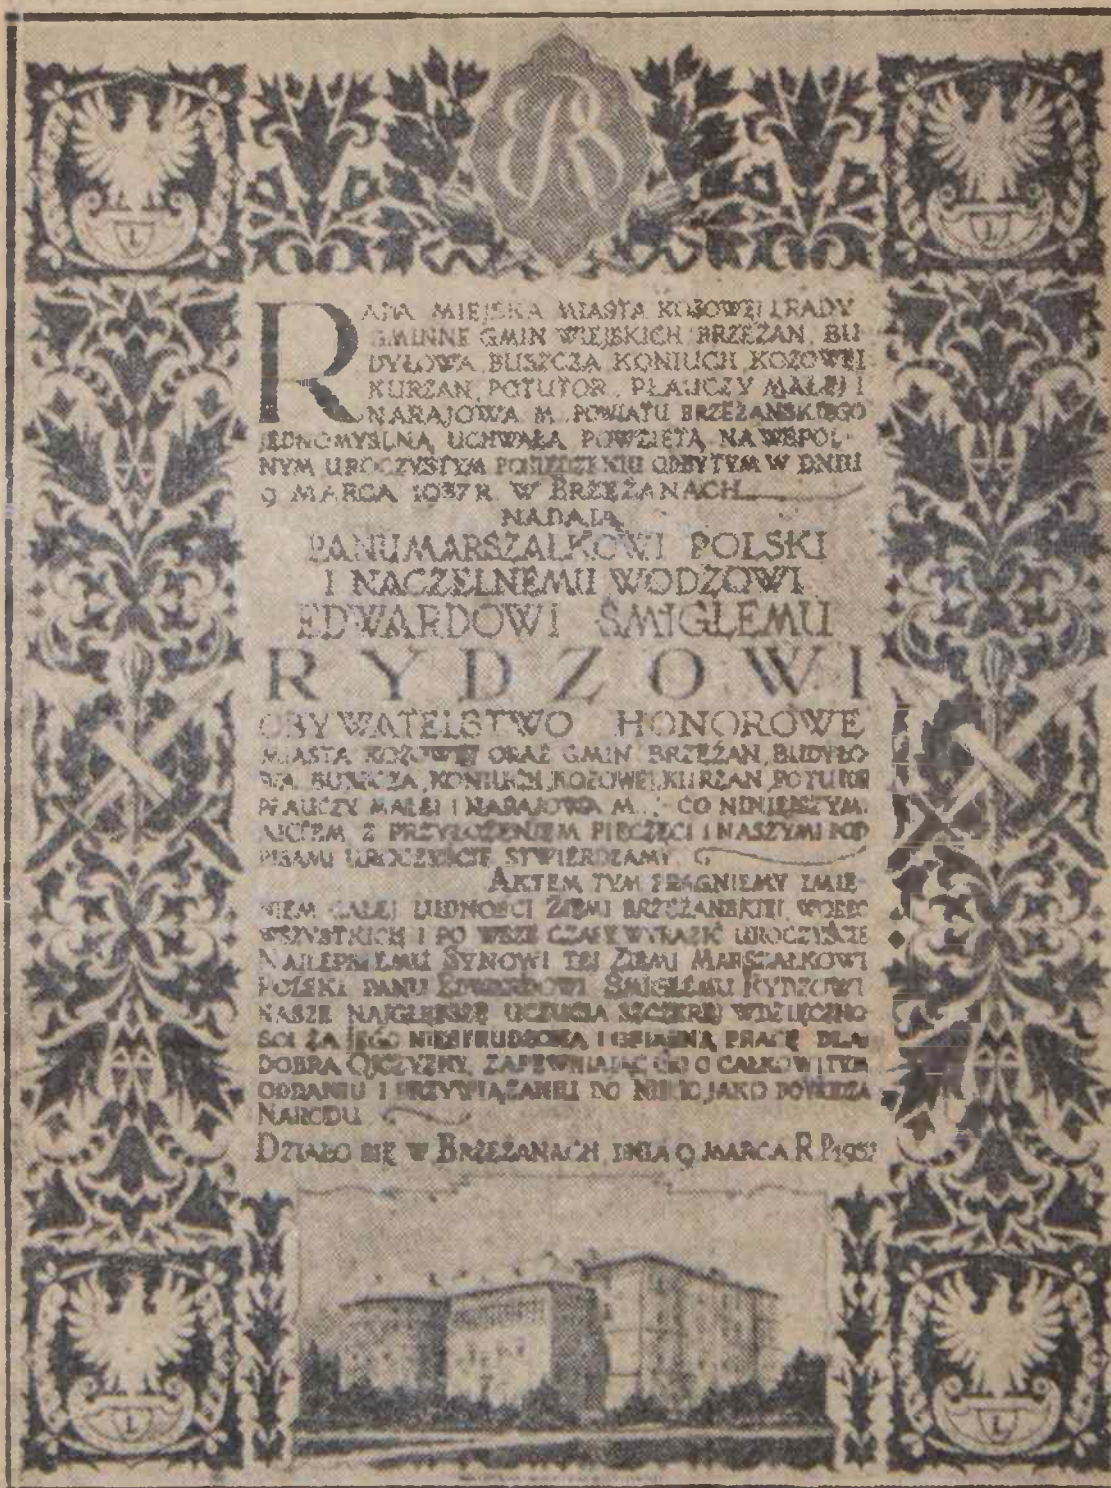 RADA MIEJSKA MIASTA KOZOWEJ I RADY
GMINNE GMIN WIEJSKICH BRZEŻAN, BU-
DYŁOWA, BUSZCZA, KONIUCH, KOZOWEJ
KURZAN, POTUTOR, PŁAUCZY MAŁEJ I
NARAJOWA M. POWIATU BRZEŻAŃSKIEGO
JEDNOMYŚLNĄ UCHWAŁĄ POWZIĘTĄ NA WSPÓL-
NYM UROCZYSTYM POSIEDZENIU ODBYTYM W DNIU
9 MARCA 1937 R. W BRZEŻANACH
NADAJĄ
PANU MARSZAŁKOWI POLSKI
I NACZELNEMU WODZOWI
EDWARDOWI ŚMIGŁEMU
RYDZOWI
OBYWATELSTWO HONOROWE
MIASTA KOZOWEJ ORAZ GMIN BRZEŻAN, BUDYŁO-
WA, BUSZCZA, KONIUCH, KOZOWEJ, KURZAN, POTUTOR
PŁAUCZY MAŁEJ I NARAJOWA M. CO NINIEJSZYM
AKTEM Z PRZYŁOŻENIEM PIECZĘCI I NASZYMI POD
PISAMI UROCZYŚCIE STWIERDZAMY
AKTEM TYM PRAGNIEMY IMIE-
NIEM CAŁEJ LUDNOŚCI ZIEMI BRZEŻAŃSKIEJ WOBEC
WSZYSTKICH I PO WSZE CZASY WYRAZIĆ UROCZYŚCIE
NAJLEPSZEMU SYNOWI TEJ ZIEMI MARSZAŁKOWI
POLSKI PANU EDWARDOWI ŚMIGŁEMU RYDZOWI
NASZE NAJGŁĘBSZE UCZUCIA SZCZEREJ WDZIĘCZNO
ŚCI ZA JEGO NIESTRUDZONĄ I OFIARNĄ PRACĘ DLA
DOBRA OJCZYZNY, ZAPEWNIAJĄC GO O CAŁKOWITYM
ODDANIU I PRZYWIĄZANIU DO NIEGO, JAKO DOWÓDZA
NARODU
DZIAŁO SIĘ W BRZEŻANACH, DNIA 9 MARCA R.P. 1937
L
L
L
L